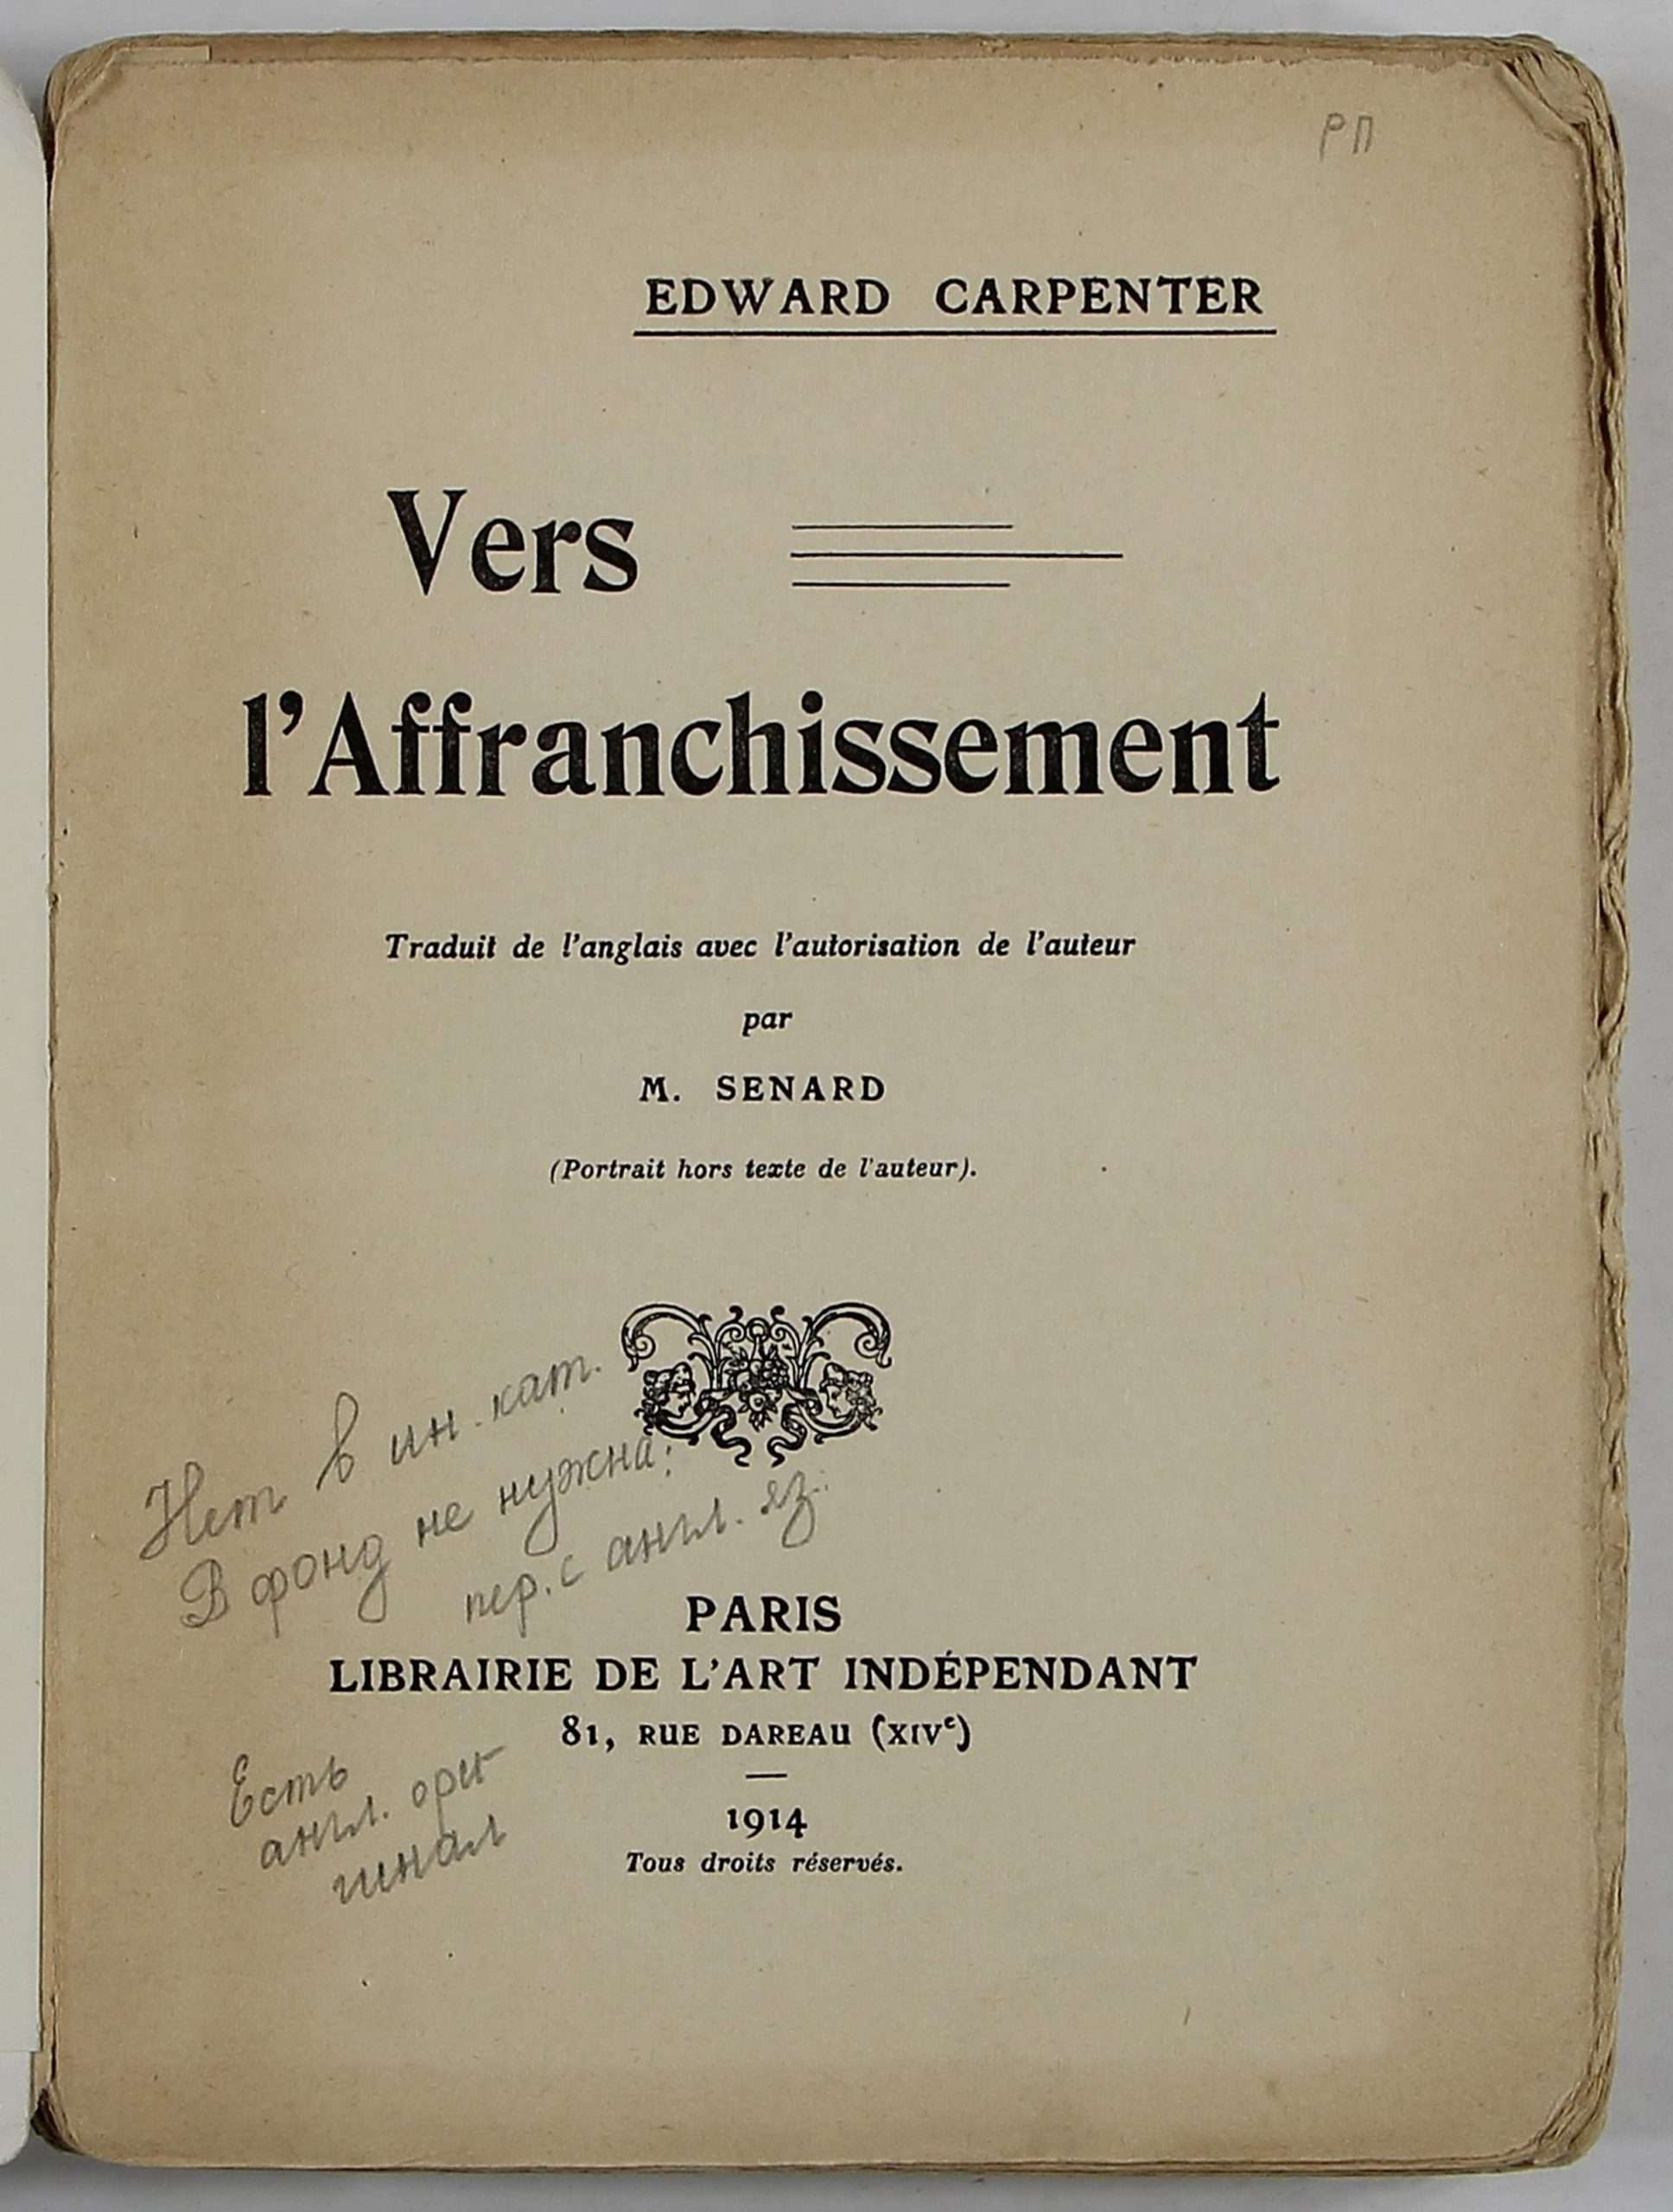 РП
EDWARD CARPENTER
Vers
l'Affranchissement
Traduit de l'anglais avec l'autorisation de l'auteur
par
M. SENARD
(Portrait hors texte de l'auteur).
Нет в ин. кат.
В фонд не нужна:
пер. с англ. яз.
PARIS
LIBRAIRIE DE L'ART INDÉPENDANT
81, RUE DAREAU (XIVe)
Есть
англ. ори-
гинал
1914
Tous droits réservés.